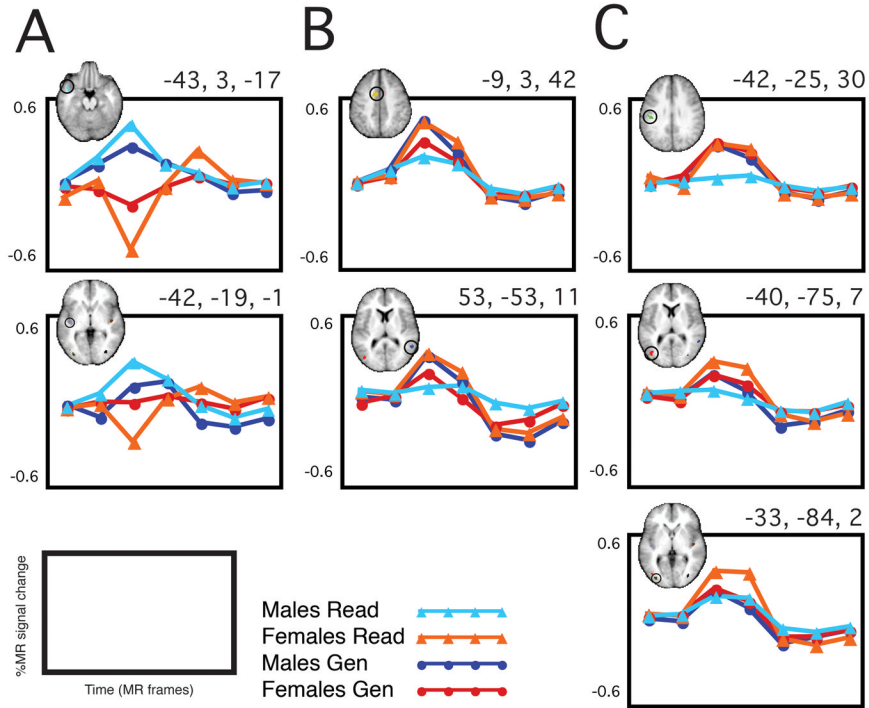 A
B
C
-43, 3, -17
-9, 3, 42
-42, -25, 30
0.6
0.6
0.6
-0.6
-0.6
-0.6
-42, -19, -1
53, -53, 11
-40, -75, 7
0.6
0.6
0.6
-0.6
-0.6
-0.6
-33, -84, 2
0.6
-0.6
%MR signal change
Time (MR frames)
Males Read
Females Read
Males Gen
Females Gen